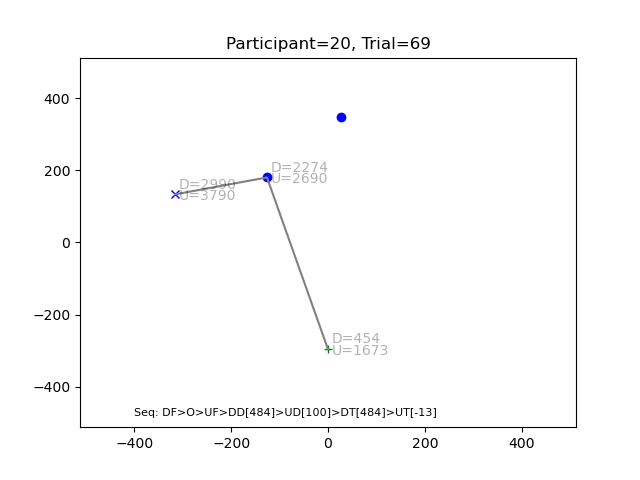 Participant=20, Trial=69
400
200
0
−200
−400
D=2274
U=2690
D=2990
U=3790
D=454
U=1673
Seq: DF>O>UF>DD[484]>UD[100]>DT[484]>UT[-13]
−400
−200
0
200
400